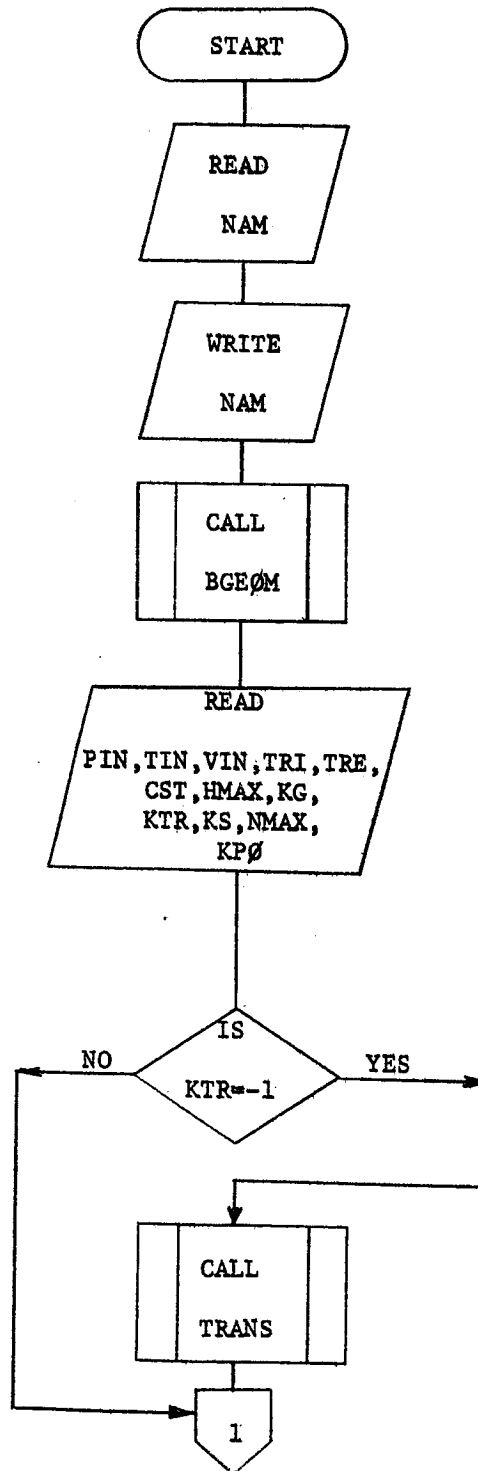 START
READ
NAM
WRITE
NAM
CALL
BGEØM
READ
PIN,TIN,VIN,TRI,TRE,
CST,HMAX,KG,
KTR,KS,NMAX,
KPØ
IS
NO
YES
KTR=-1
CALL
TRANS
1